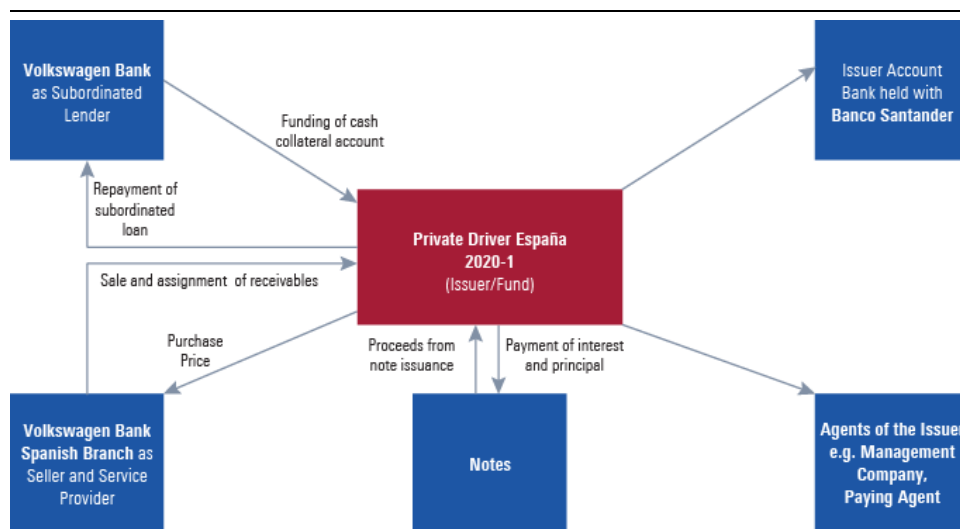 Volkswagen Bank
as Subordinated
Lender
Issuer Account
Bank held with
Banco Santander
Funding of cash
collateral account
Repayment of
subordinated
loan
Private Driver España
2020-1
(Issuer/Fund)
Sale and assignment of receivables
Purchase
Price
Proceeds from
note issuance
Payment of interest
and principal
Volkswagen Bank
Spanish Branch as
Seller and Service
Provider
Notes
Agents of the Issuer
e.g. Management
Company,
Paying Agent